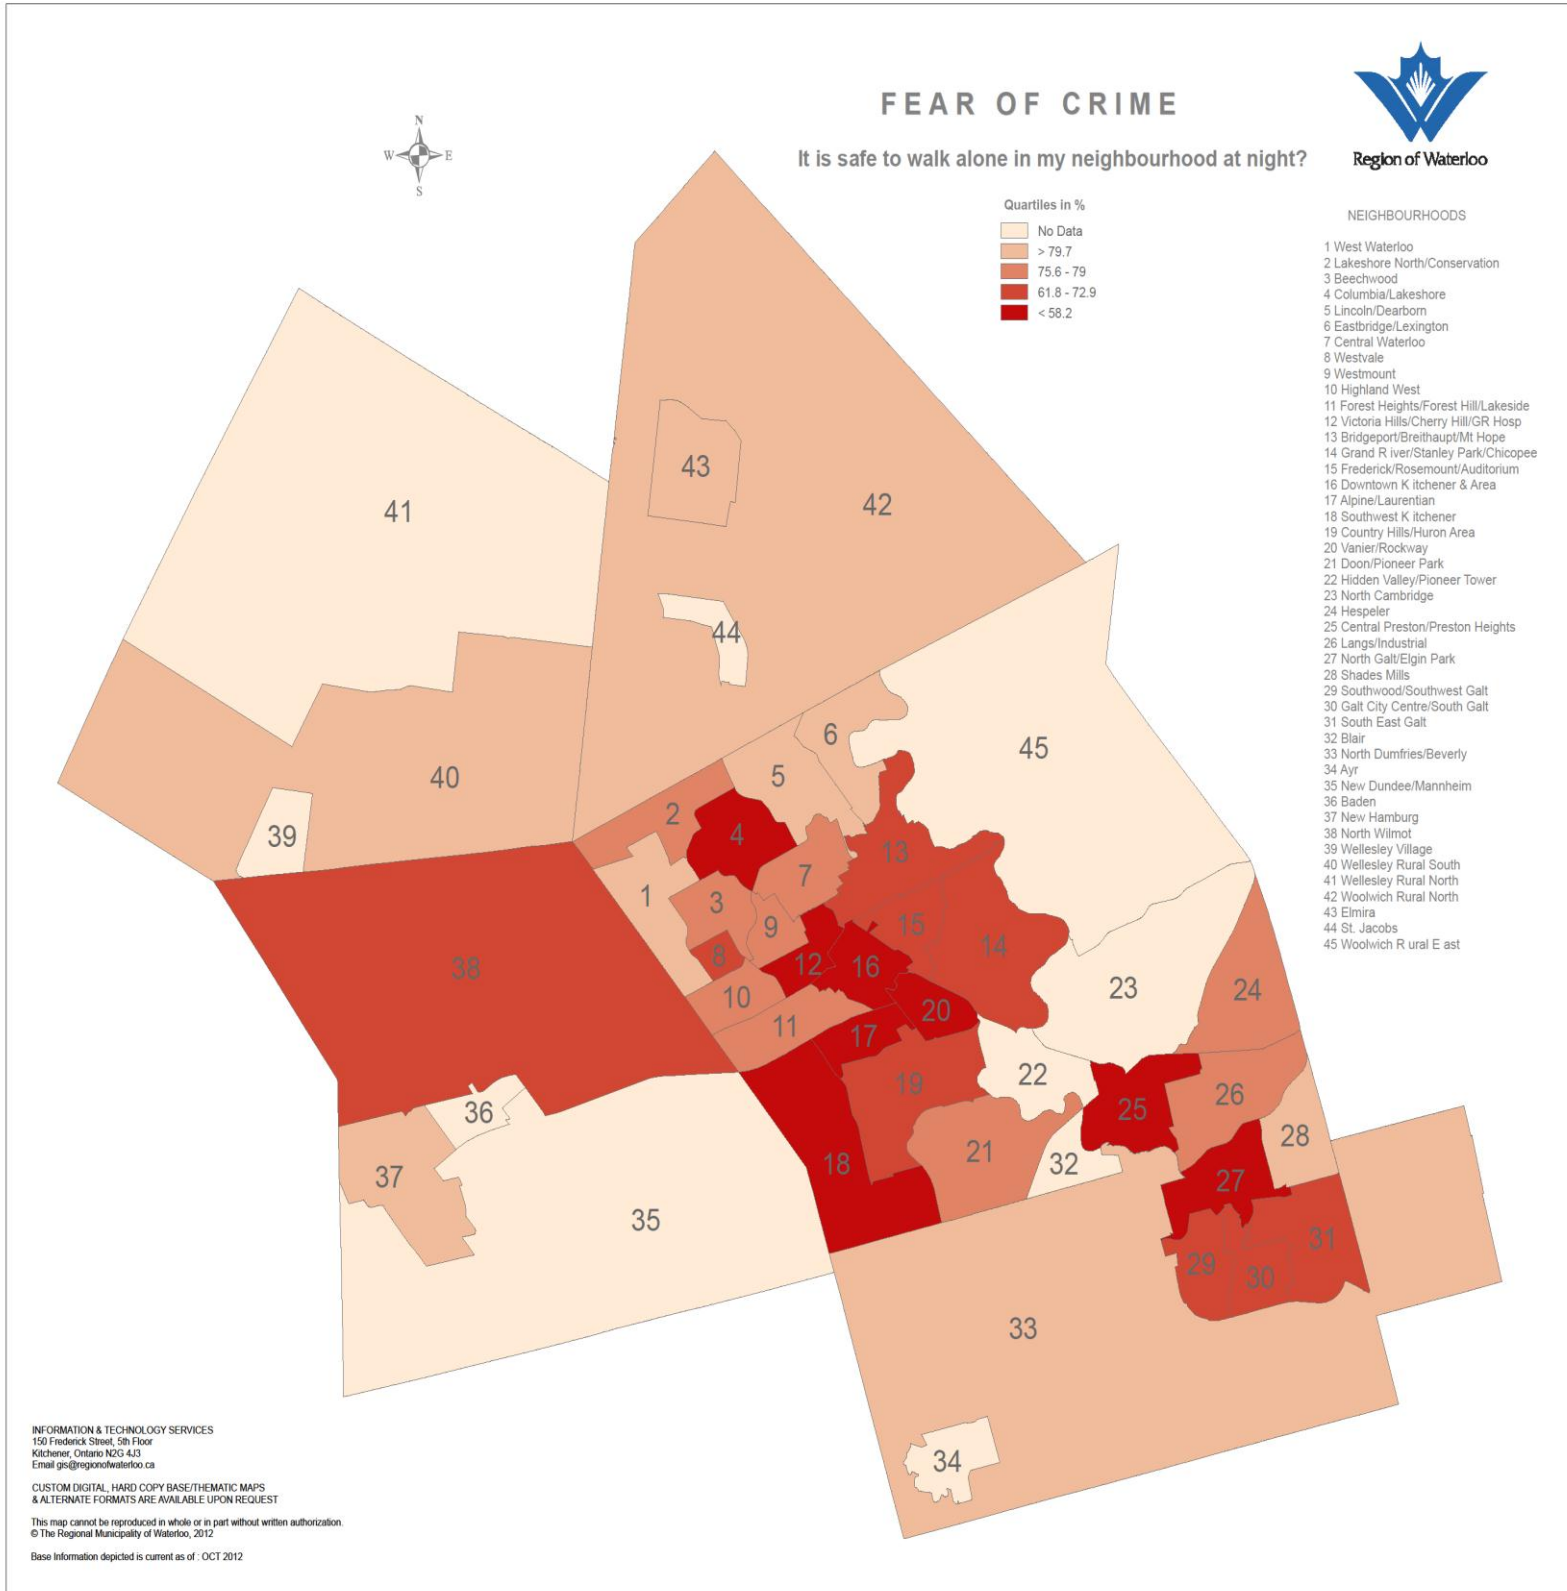 FEAR OF CRIME
It is safe to walk alone in my neighbourhood at night?
Region of Waterloo
N
W E
S
Quartiles in %
No Data
> 79.7
75.6 - 79
61.8 - 72.9
< 58.2
NEIGHBOURHOODS
1 West Waterloo
2 Lakeshore North/Conservation
3 Beechwood
4 Columbia/Lakeshore
5 Lincoln/Dearborn
6 Eastbridge/Lexington
7 Central Waterloo
8 Westvale
9 Westmount
10 Highland West
11 Forest Heights/Forest Hill/Lakeside
12 Victoria Hills/Cherry Hill/GR Hosp
13 Bridgeport/Breithaupt/Mt Hope
14 Grand R iver/Stanley Park/Chicopee
15 Frederick/Rosemount/Auditorium
16 Downtown K itchener & Area
17 Alpine/Laurentian
18 Southwest K itchener
19 Country Hills/Huron Area
20 Vanier/Rockway
21 Doon/Pioneer Park
22 Hidden Valley/Pioneer Tower
23 North Cambridge
24 Hespeler
25 Central Preston/Preston Heights
26 Langs/Industrial
27 North Galt/Elgin Park
28 Shades Mills
29 Southwood/Southwest Galt
30 Galt City Centre/South Galt
31 South East Galt
32 Blair
33 North Dumfries/Beverly
34 Ayr
35 New Dundee/Mannheim
36 Baden
37 New Hamburg
38 North Wilmot
39 Wellesley Village
40 Wellesley Rural South
41 Wellesley Rural North
42 Woolwich Rural North
43 Elmira
44 St. Jacobs
45 Woolwich R ural E ast
43
42
41
44
6
45
5
40
2
39
4
13
7
1
3
15
9
14
8
12
16
38
23
24
10
20
11
17
22
19
26
36
25
28
21
32
18
37
27
35
31
29
30
33
34
INFORMATION & TECHNOLOGY SERVICES
150 Frederick Street, 5th Floor
Kitchener, Ontario N2G 4J3
Email gis@regionofwaterloo.ca
CUSTOM DIGITAL, HARD COPY BASE/THEMATIC MAPS
& ALTERNATE FORMATS ARE AVAILABLE UPON REQUEST
This map cannot be reproduced in whole or in part without written authorization.
© The Regional Municipality of Waterloo, 2012
Base Information depicted is current as of : OCT 2012